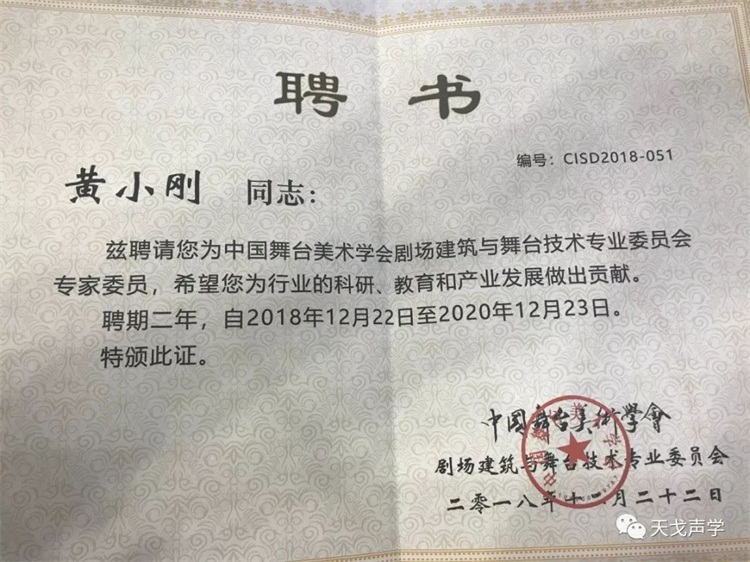 聘 书
编号：CISD2018-051
黄小刚 同志：
兹聘请您为中国舞台美术学会剧场建筑与舞台技术专业委员会
专家委员，希望您为行业的科研、教育和产业发展做出贡献。
聘期二年，自2018年12月22日至2020年12月23日。
特颁此证。
中国舞台美術學會
剧场建筑与舞台技术专业委员会
二零一八年十二月二十二日
天戈声学